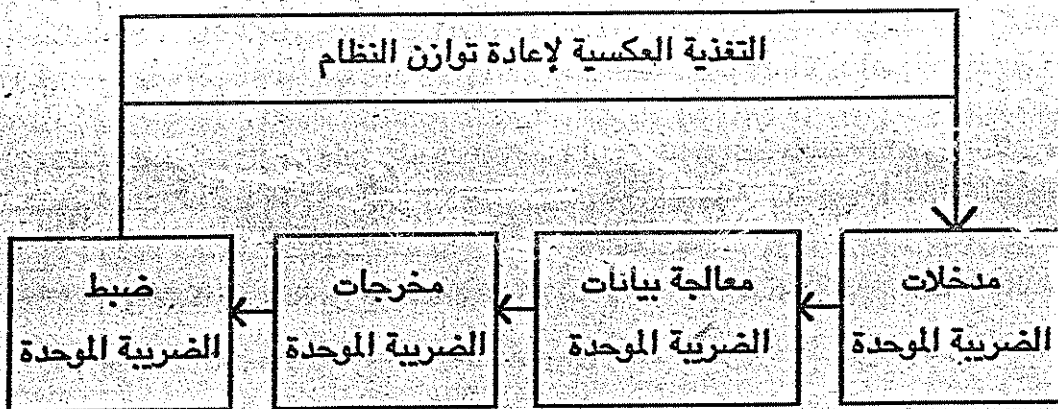 التغذية العكسية لإعادة توازن النظام
مدخلات
الضريبة الموحدة
معالجة بيانات
الضريبة الموحدة
مخرجات
الضريبة الموحدة
ضبط
الضريبة الموحدة